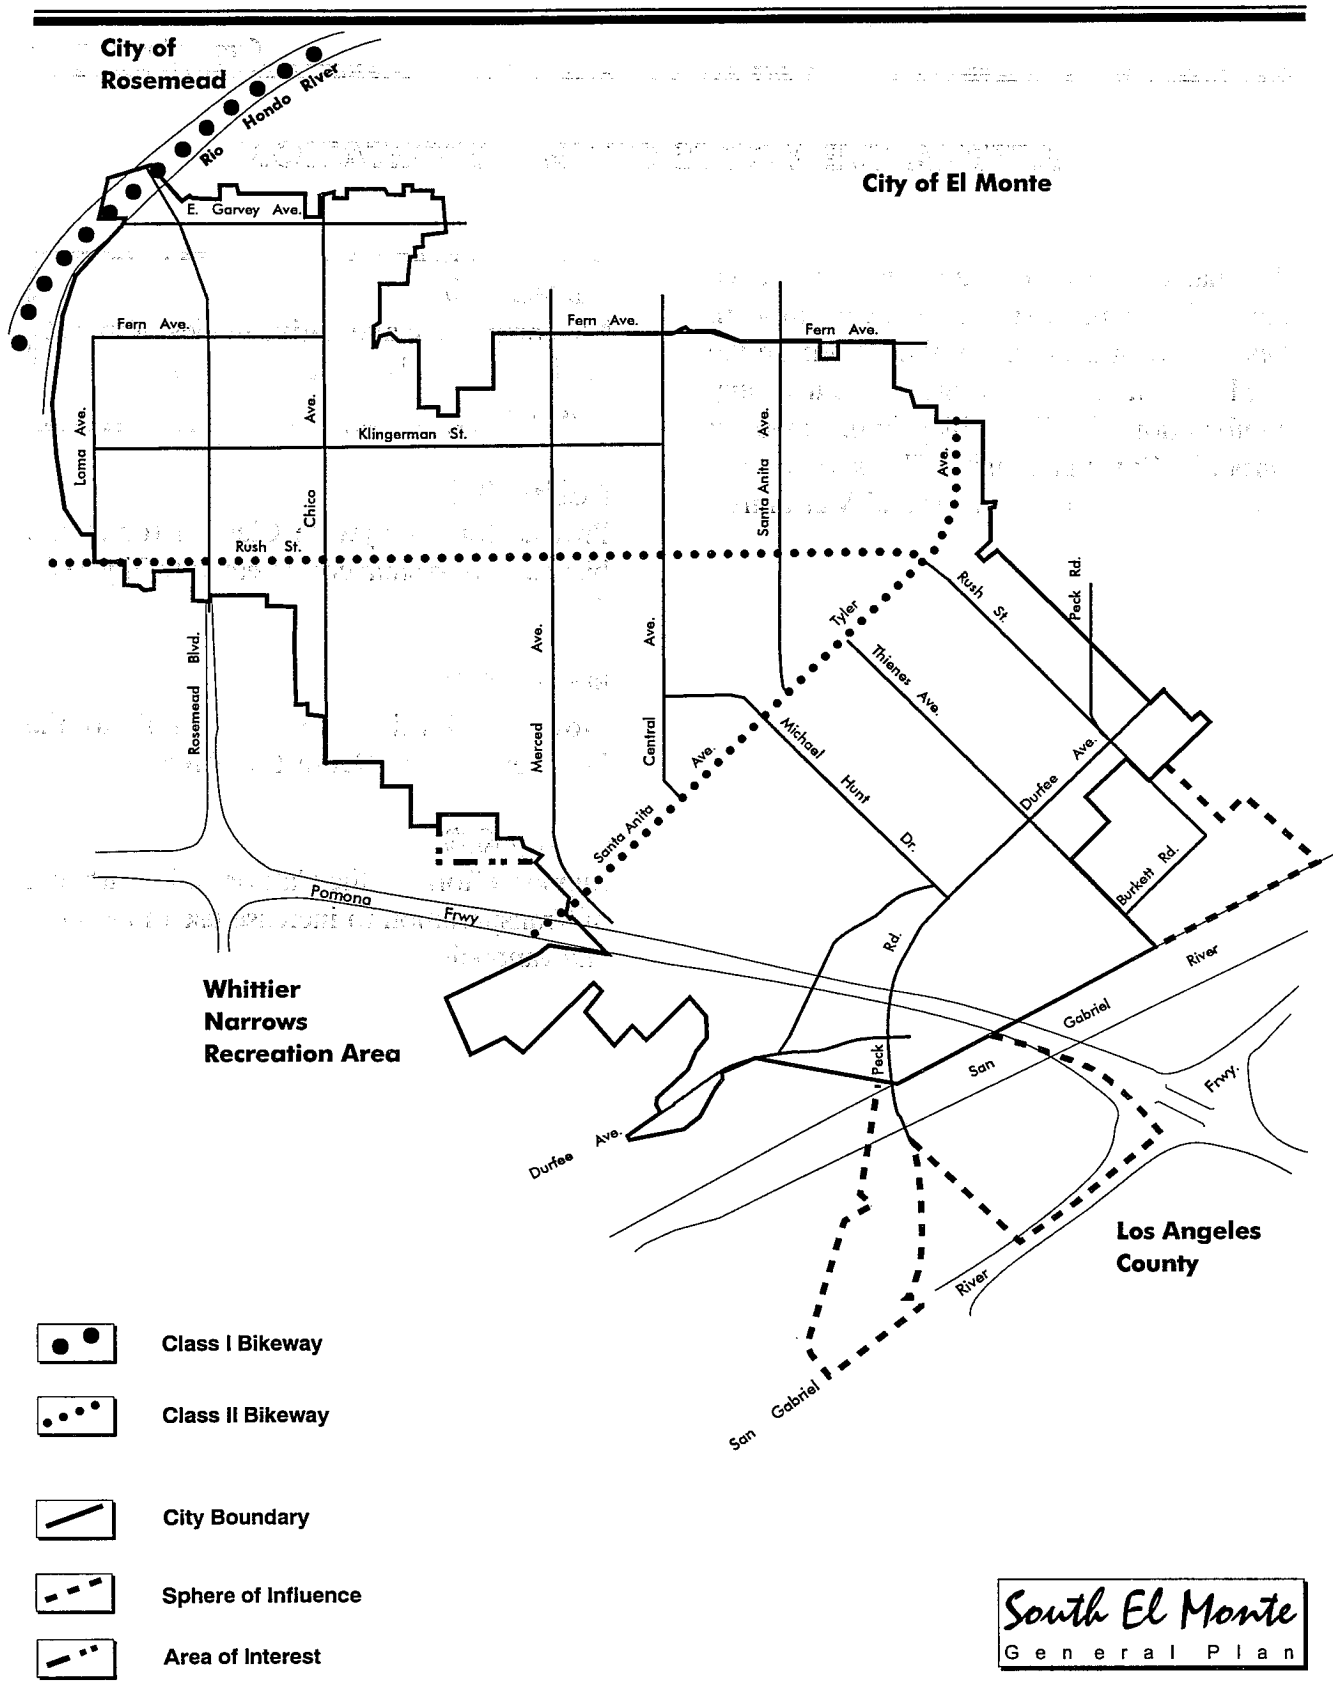 City of
Rosemead
Rio Hondo River
City of El Monte
E. Garvey Ave.
Fern Ave.
Fern Ave.
Fern Ave.
Loma Ave.
Chico Ave.
Klingerman St.
Santa Anita Ave.
Ave.
Rush St.
Rush St.
Peck Rd.
Tyler
Rosemead Blvd.
Merced Ave.
Central Ave.
Thienes Ave.
Michael Hunt Dr.
Santa Anita Ave.
Durfee Ave.
Burkett Rd.
Pomona Frwy
Peck Rd.
San Gabriel River
Frwy.
Whittier
Narrows
Recreation Area
Durfee Ave.
Los Angeles
County
San Gabriel River
Class I Bikeway
Class II Bikeway
City Boundary
Sphere of Influence
Area of Interest
South El Monte
General Plan